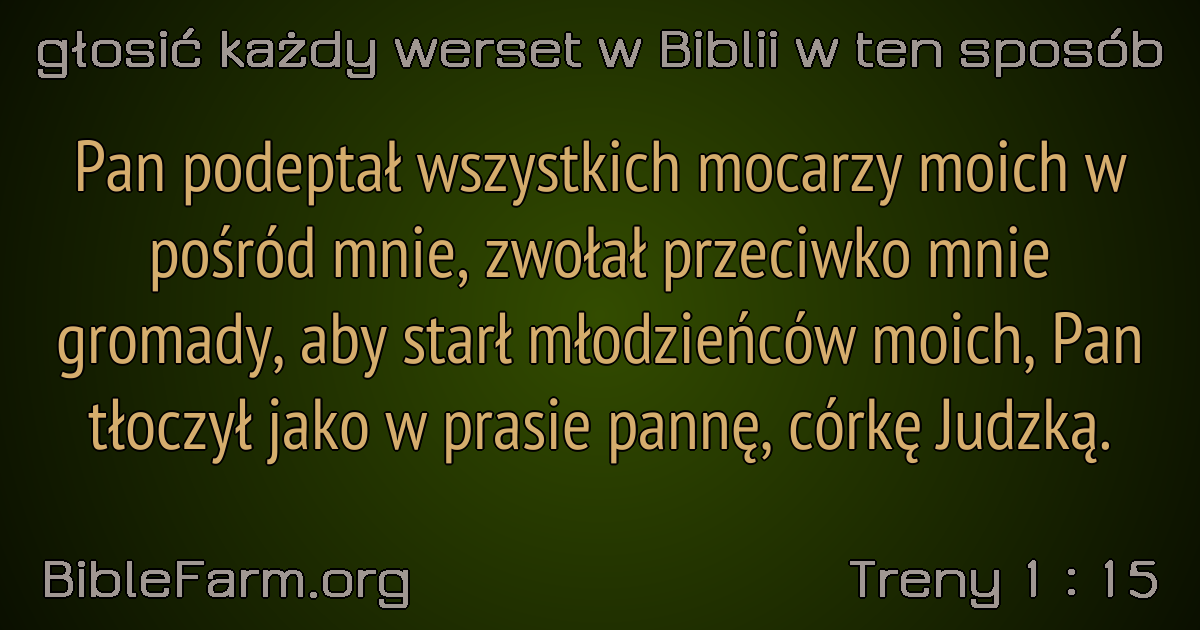 głosić każdy werset w Biblii w ten sposób
Pan podeptał wszystkich mocarzy moich w
pośród mnie, zwołał przeciwko mnie
gromady, aby starł młodzieńców moich, Pan
tłoczył jako w prasie pannę, córkę Judzką.
BibleFarm.org
Treny 1 : 15